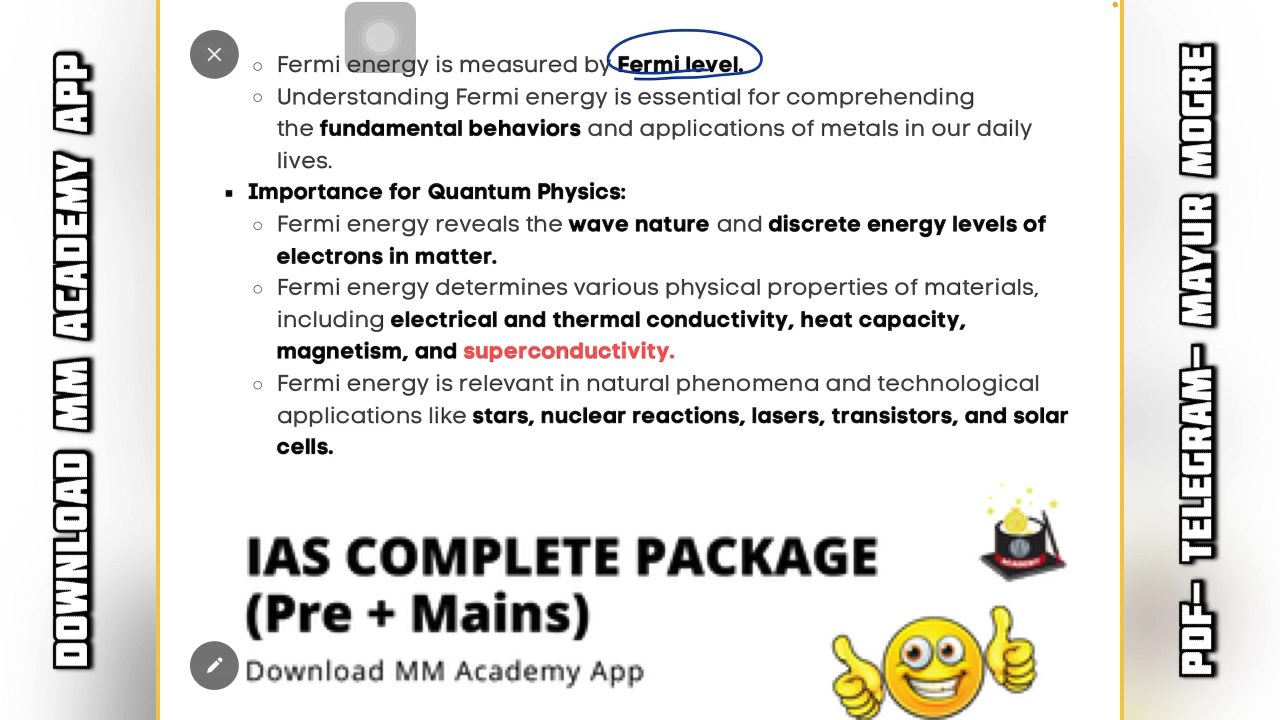 Fermi energy is measured by Fermi level.
Understanding Fermi energy is essential for comprehending
the fundamental behaviors and applications of metals in our daily
lives.
Importance for Quantum Physics:
Fermi energy reveals the wave nature and discrete energy levels of
electrons in matter.
Fermi energy determines various physical properties of materials,
including electrical and thermal conductivity, heat capacity,
magnetism, and superconductivity.
Fermi energy is relevant in natural phenomena and technological
applications like stars, nuclear reactions, lasers, transistors, and solar
cells.
IAS COMPLETE PACKAGE
(Pre + Mains)
Download MM Academy App
DOWNLOAD MM ACADEMY APP
PDF- TELEGRAM- MAYUR MOGRE